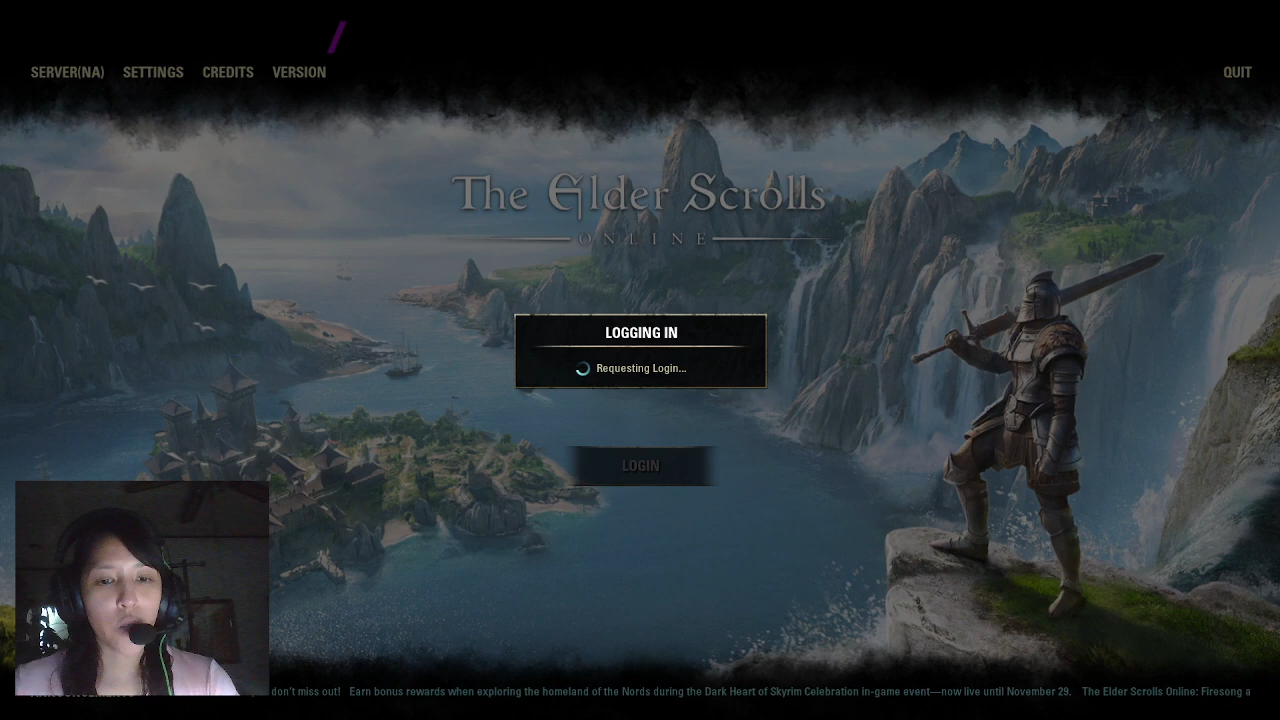 SERVER(NA) SETTINGS CREDITS VERSION QUIT
The Elder Scrolls
ONLINE
LOGGING IN
Requesting Login...
LOGIN
don't miss out! Earn bonus rewards when exploring the homeland of the Nords during the Dark Heart of Skyrim Celebration in-game event—now live until November 29. The Elder Scrolls Online: Firesong a